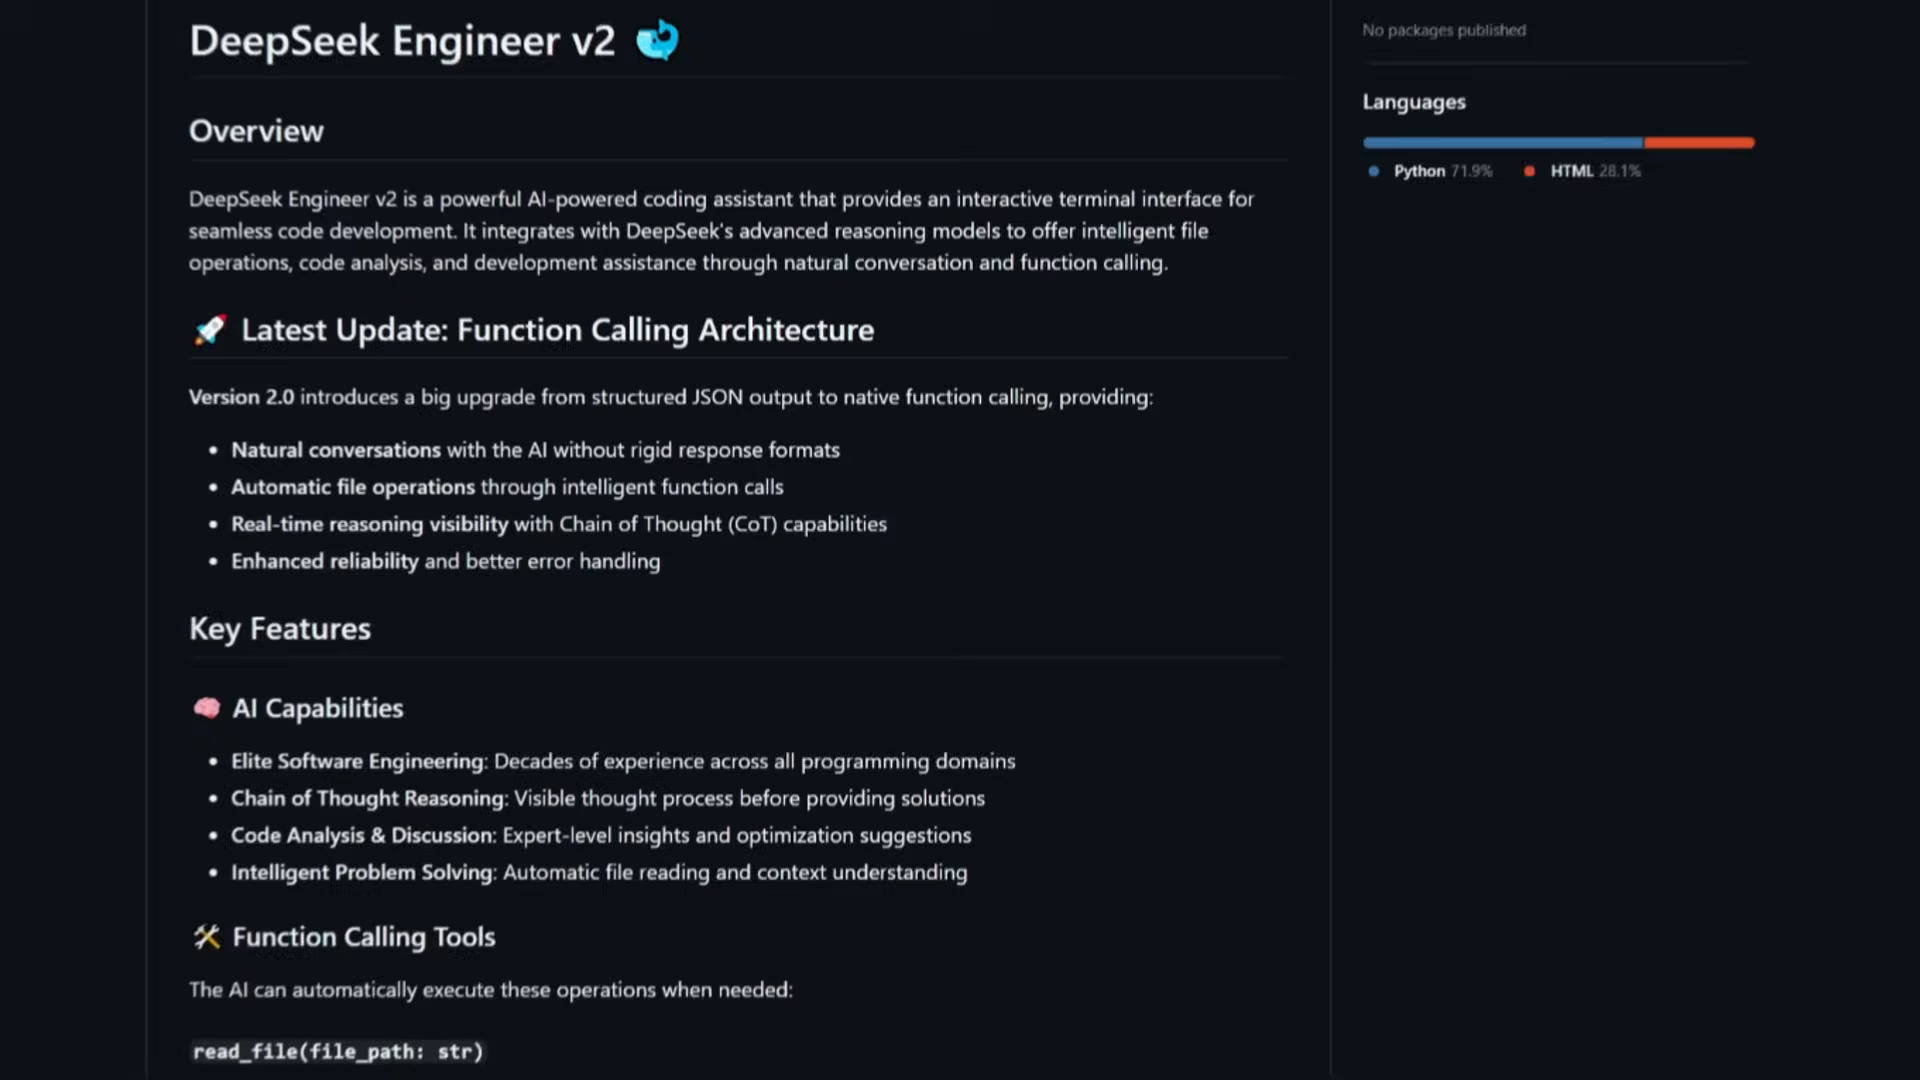 DeepSeek Engineer v2 🐳
Overview
DeepSeek Engineer v2 is a powerful AI-powered coding assistant that provides an interactive terminal interface for
seamless code development. It integrates with DeepSeek's advanced reasoning models to offer intelligent file
operations, code analysis, and development assistance through natural conversation and function calling.
🚀 Latest Update: Function Calling Architecture
Version 2.0 introduces a big upgrade from structured JSON output to native function calling, providing:
• Natural conversations with the AI without rigid response formats
• Automatic file operations through intelligent function calls
• Real-time reasoning visibility with Chain of Thought (CoT) capabilities
• Enhanced reliability and better error handling
Key Features
🧠 AI Capabilities
• Elite Software Engineering: Decades of experience across all programming domains
• Chain of Thought Reasoning: Visible thought process before providing solutions
• Code Analysis & Discussion: Expert-level insights and optimization suggestions
• Intelligent Problem Solving: Automatic file reading and context understanding
🛠 Function Calling Tools
The AI can automatically execute these operations when needed:
read_file(file_path: str)
No packages published
Languages
Python 71.9% HTML 28.1%